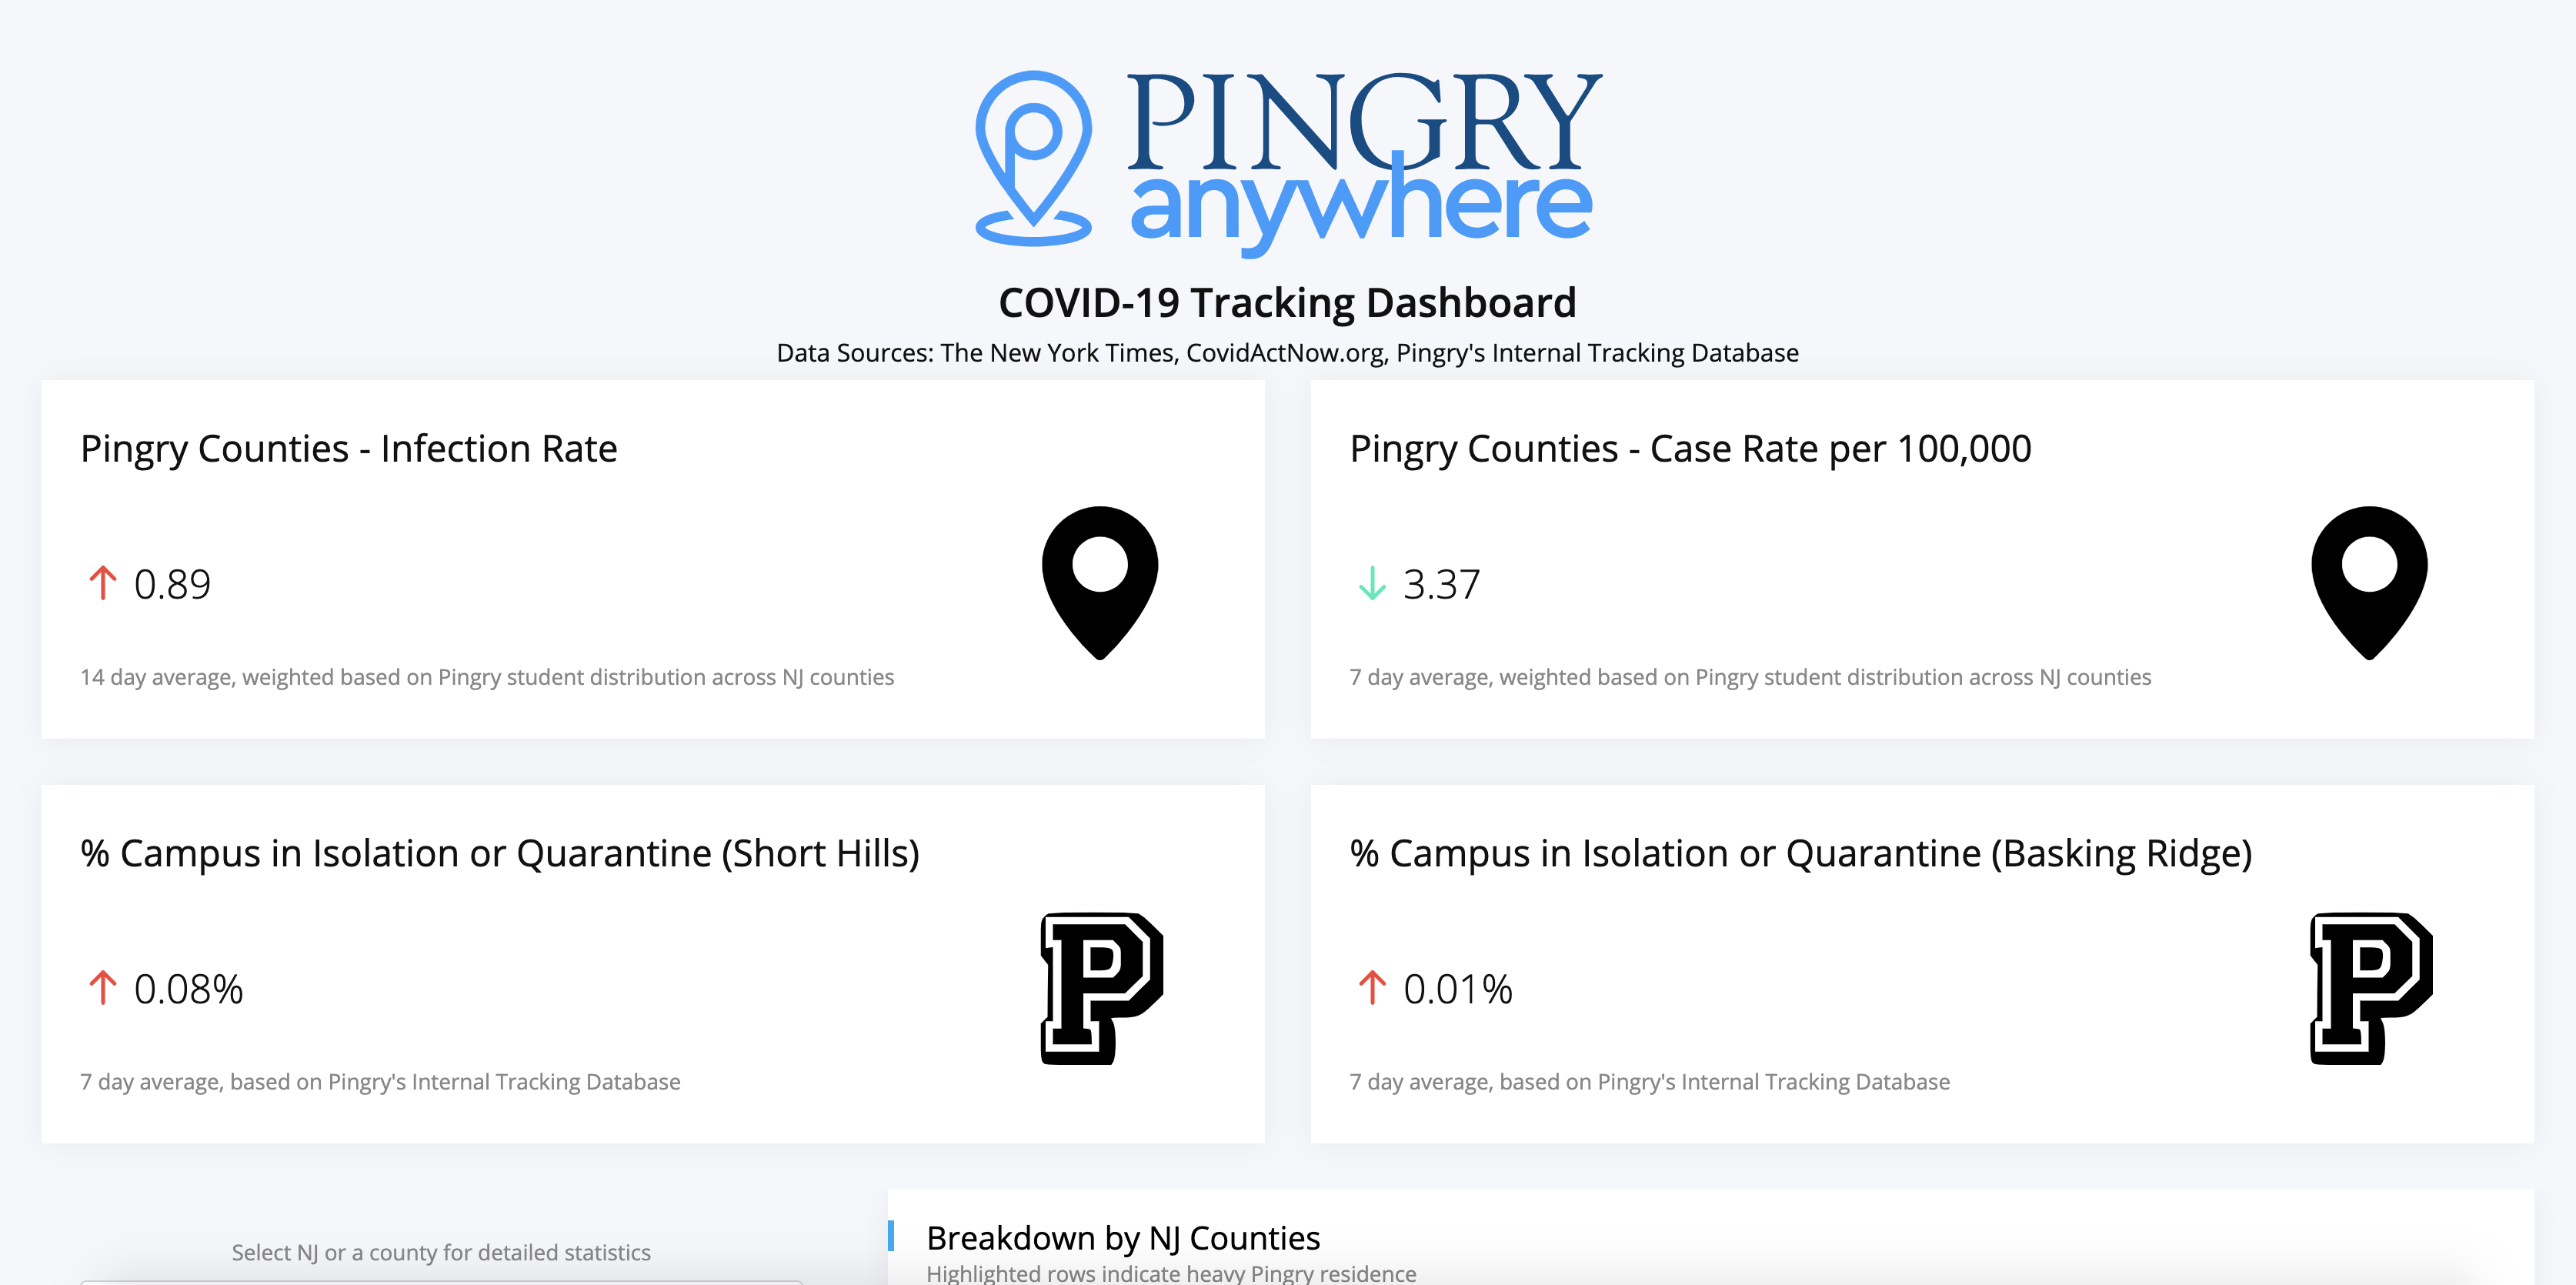 PINGRY
anywhere
COVID-19 Tracking Dashboard
Data Sources: The New York Times, CovidActNow.org, Pingry's Internal Tracking Database
Pingry Counties - Infection Rate
↑ 0.89
14 day average, weighted based on Pingry student distribution across NJ counties
Pingry Counties - Case Rate per 100,000
↓ 3.37
7 day average, weighted based on Pingry student distribution across NJ counties
% Campus in Isolation or Quarantine (Short Hills)
↑ 0.08%
P
7 day average, based on Pingry's Internal Tracking Database
% Campus in Isolation or Quarantine (Basking Ridge)
↑ 0.01%
P
7 day average, based on Pingry's Internal Tracking Database
Select NJ or a county for detailed statistics
Breakdown by NJ Counties
Highlighted rows indicate heavy Pingry residence